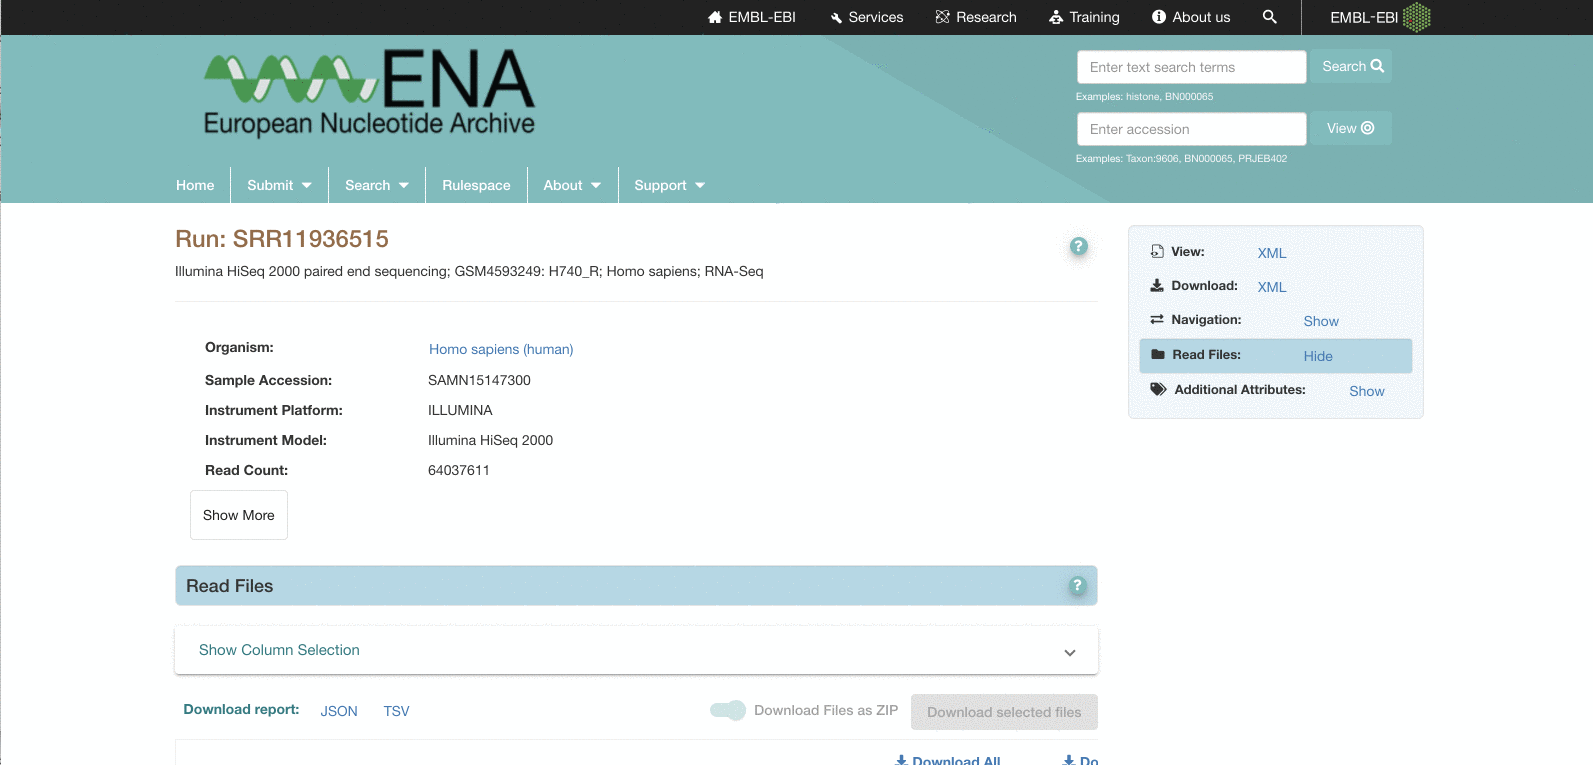 EMBL-EBI Services Research Training About us EMBL-EBI
ENA
European Nucleotide Archive
Enter text search terms Search
Examples: histone, BN000065
Enter accession View
Examples: Taxon:9606, BN000065, PRJEB402
Home Submit Search Rulespace About Support
Run: SRR11936515 ?
Illumina HiSeq 2000 paired end sequencing; GSM4593249: H740_R; Homo sapiens; RNA-Seq
View: XML
Download: XML
Navigation: Show
Read Files: Hide
Additional Attributes: Show
Organism: Homo sapiens (human)
Sample Accession: SAMN15147300
Instrument Platform: ILLUMINA
Instrument Model: Illumina HiSeq 2000
Read Count: 64037611
Show More
Read Files ?
Show Column Selection
Download report: JSON TSV Download Files as ZIP Download selected files
Download All Do